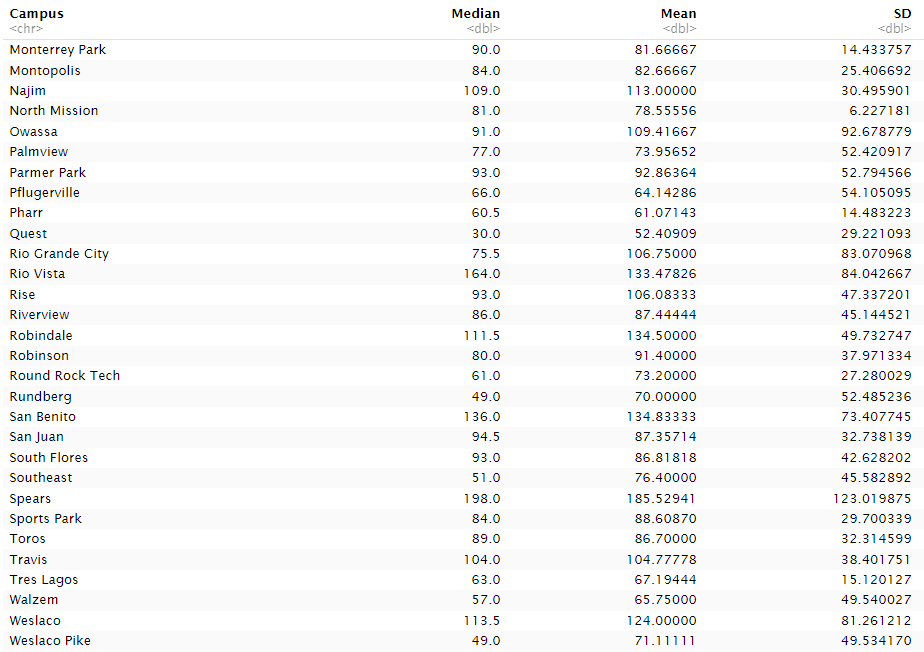 Campus Median Mean SD
<chr> <dbl> <dbl> <dbl>
Monterrey Park 90.0 81.66667 14.433757
Montopolis 84.0 82.66667 25.406692
Najim 109.0 113.00000 30.495901
North Mission 81.0 78.55556 6.227181
Owassa 91.0 109.41667 92.678779
Palmview 77.0 73.95652 52.420917
Parmer Park 93.0 92.86364 52.794566
Pflugerville 66.0 64.14286 54.105095
Pharr 60.5 61.07143 14.483223
Quest 30.0 52.40909 29.221093
Rio Grande City 75.5 106.75000 83.070968
Rio Vista 164.0 133.47826 84.042667
Rise 93.0 106.08333 47.337201
Riverview 86.0 87.44444 45.144521
Robindale 111.5 134.50000 49.732747
Robinson 80.0 91.40000 37.971334
Round Rock Tech 61.0 73.20000 27.280029
Rundberg 49.0 70.00000 52.485236
San Benito 136.0 134.83333 73.407745
San Juan 94.5 87.35714 32.738139
South Flores 93.0 86.81818 42.628202
Southeast 51.0 76.40000 45.582892
Spears 198.0 185.52941 123.019875
Sports Park 84.0 88.60870 29.700339
Toros 89.0 86.70000 32.314599
Travis 104.0 104.77778 38.401751
Tres Lagos 63.0 67.19444 15.120127
Walzem 57.0 65.75000 49.540027
Weslaco 113.5 124.00000 81.261212
Weslaco Pike 49.0 71.11111 49.534170